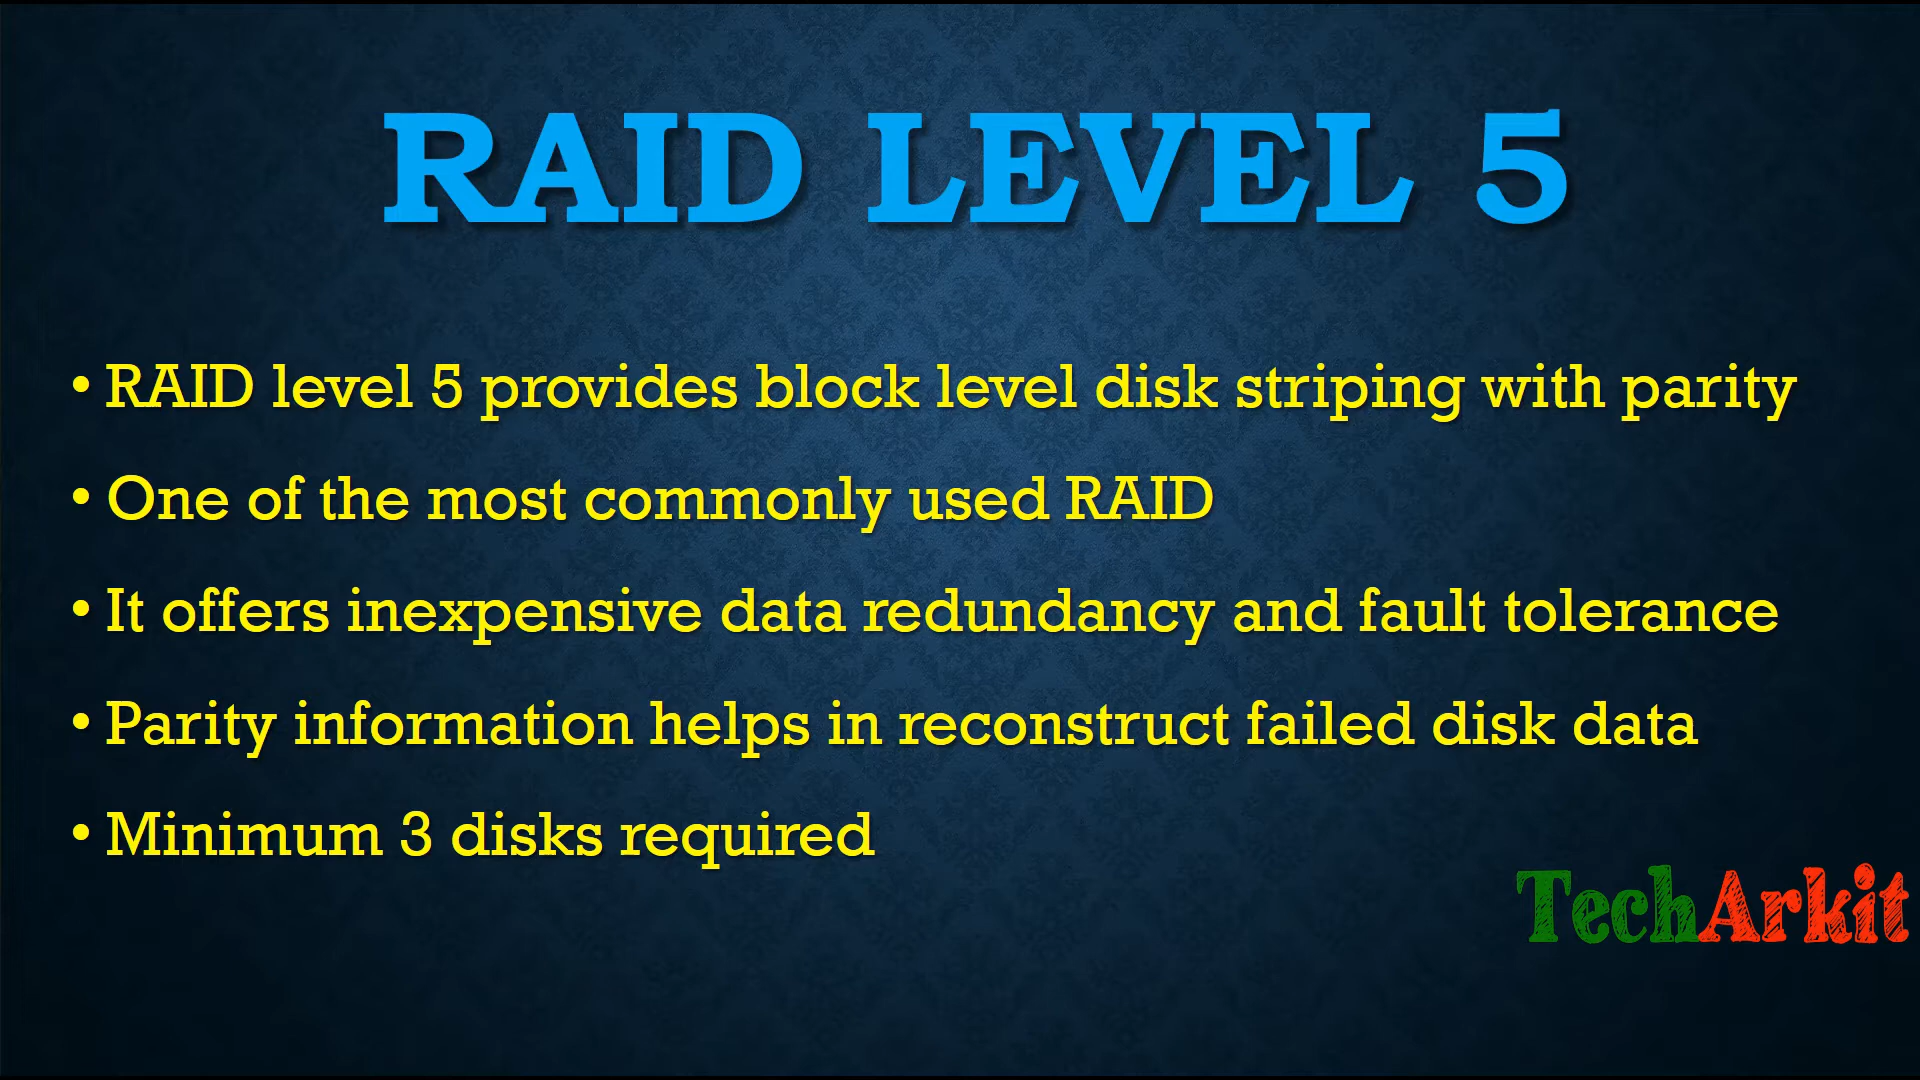 RAID LEVEL 5
• RAID level 5 provides block level disk striping with parity
• One of the most commonly used RAID
• It offers inexpensive data redundancy and fault tolerance
• Parity information helps in reconstruct failed disk data
• Minimum 3 disks required
TechArkit